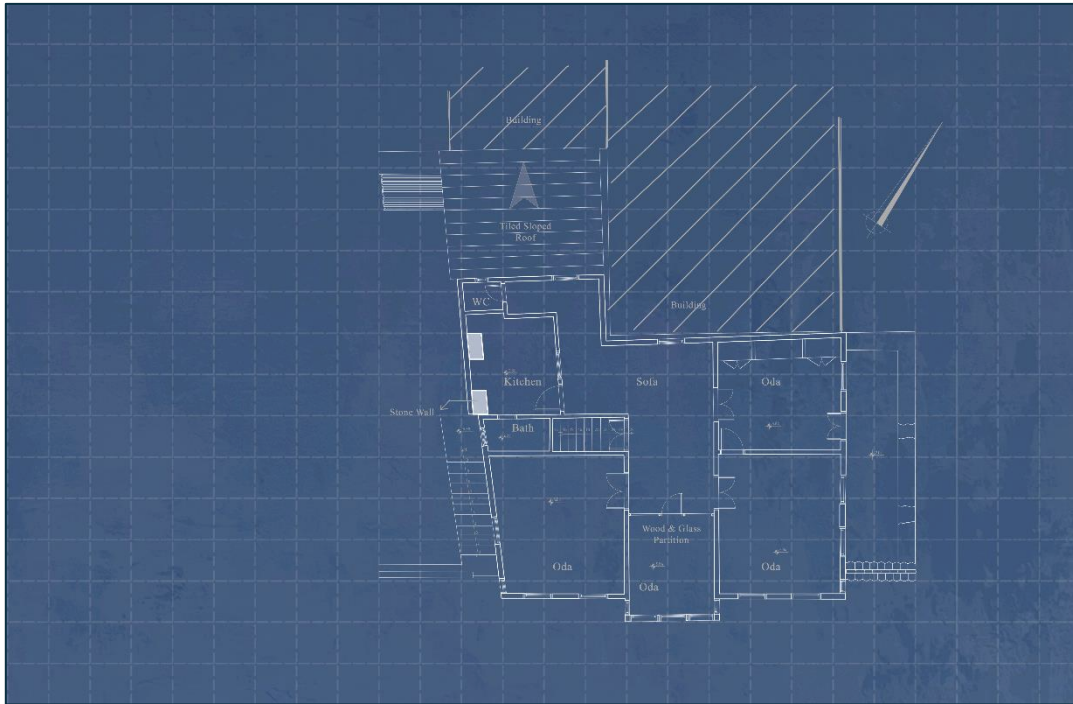 Building
Tiled Sloped
Roof
WC
Building
Kitchen
Sofa
Oda
Stone Wall
Bath
Wood & Glass
Partition
Oda
Oda
Oda